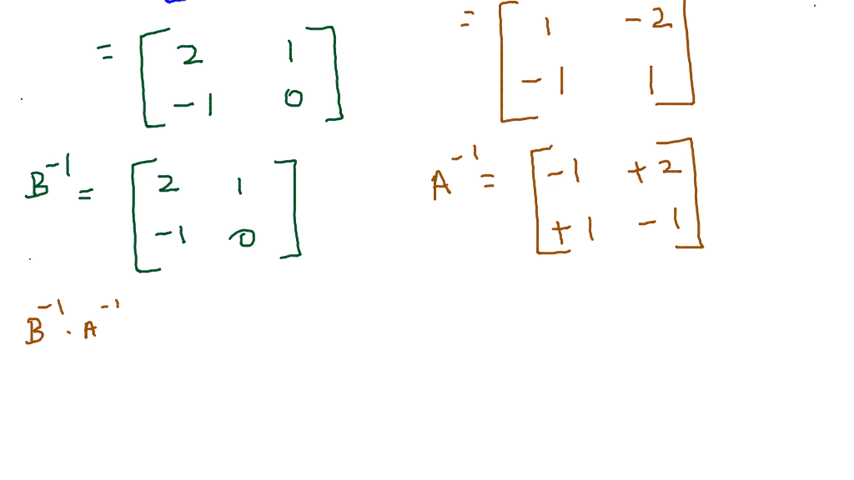 = [ 2 1
-1 0 ]
= [ 1 -2
-1 1 ]
B⁻¹ = [ 2 1
-1 0 ]
A⁻¹ = [ -1 +2
+1 -1 ]
B⁻¹ . A⁻¹